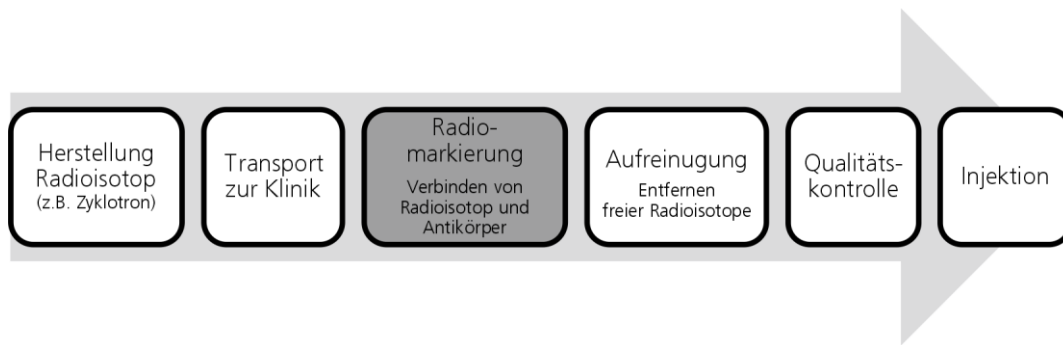 Herstellung
Radioisotop
(z.B. Zyklotron)
Transport
zur Klinik
Radio-
markierung
Verbinden von
Radioisotop und
Antikörper
Aufreinugung
Entfernen
freier Radioisotope
Qualitäts-
kontrolle
Injektion